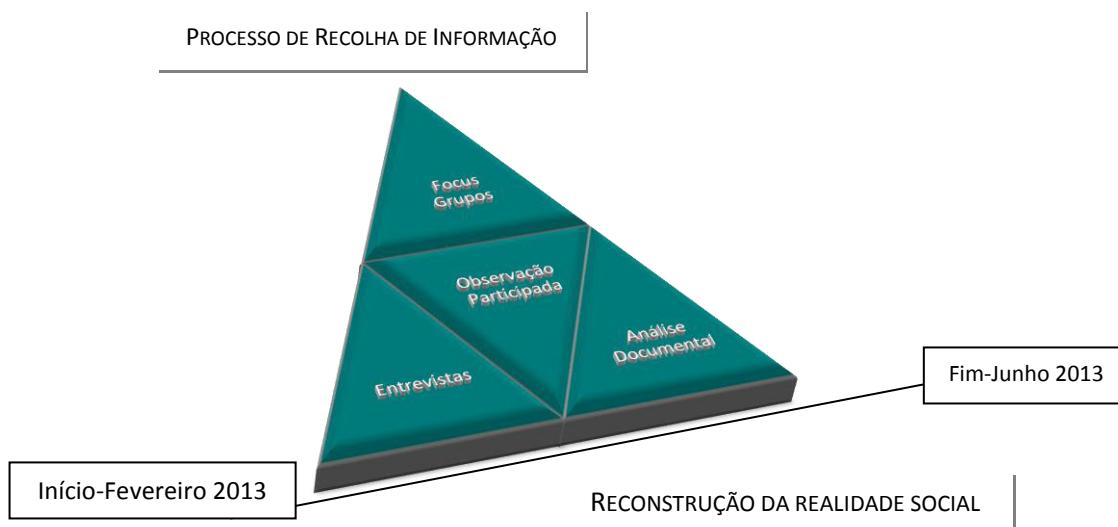 PROCESSO DE RECOLHA DE INFORMAÇÃO
Focus
Grupos
Observação
Participada
Análise
Documental
Entrevistas
Fim-Junho 2013
Início-Fevereiro 2013
RECONSTRUÇÃO DA REALIDADE SOCIAL